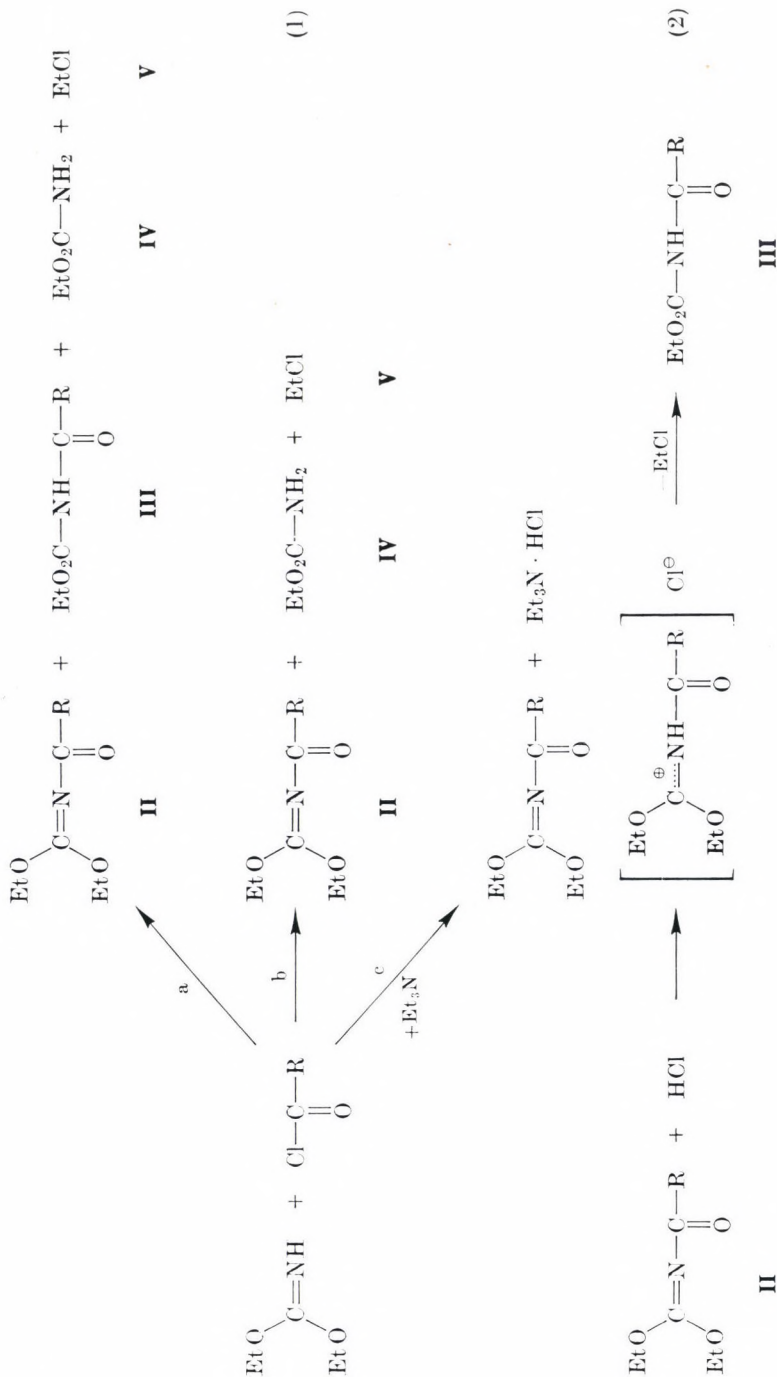 EtO EtO
C=N—C—R + EtO₂C—NH—C—R + EtO₂C—NH₂ + EtCl
EtO O O
II III IV V
a
EtO EtO
C=NH + Cl—C—R b C=N—C—R + EtO₂C—NH₂ + EtCl (1)
EtO O EtO O
II IV V
c
+Et₃N
EtO
C=N—C—R + Et₃N · HCl
EtO O
EtO EtO
C=N—C—R + HCl [ C⊕ NH—C—R ] Cl⊖ —EtCl EtO₂C—NH—C—R (2)
EtO O EtO O O
II III